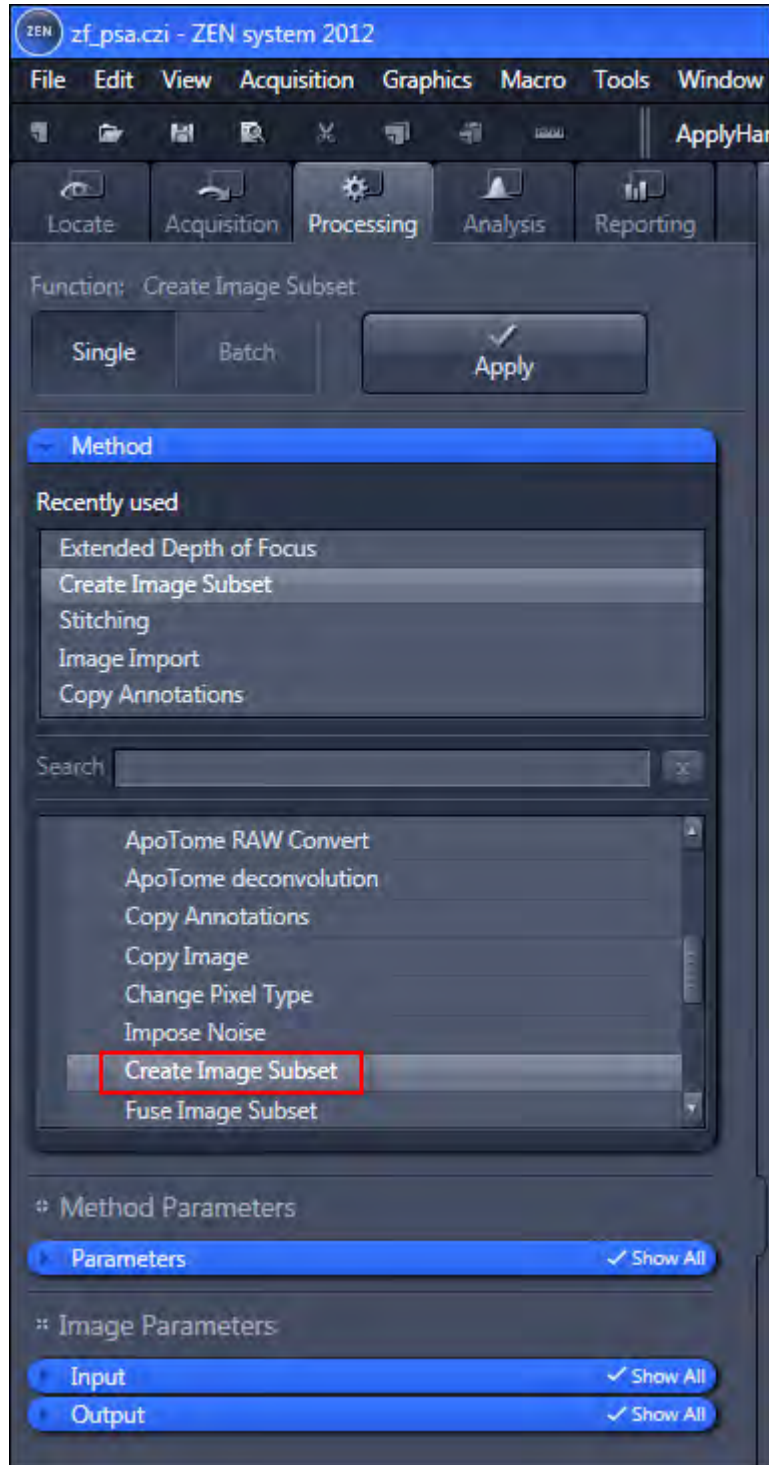 ZEN zf_psa.czi - ZEN system 2012
File Edit View Acquisition Graphics Macro Tools Window
ApplyHar
Locate Acquisition Processing Analysis Reporting
Function: Create Image Subset
Single Batch Apply
Method
Recently used
Extended Depth of Focus
Create Image Subset
Stitching
Image Import
Copy Annotations
Search x
ApoTome RAW Convert
ApoTome deconvolution
Copy Annotations
Copy Image
Change Pixel Type
Impose Noise
Create Image Subset
Fuse Image Subset
Method Parameters
Parameters Show All
Image Parameters
Input Show All
Output Show All